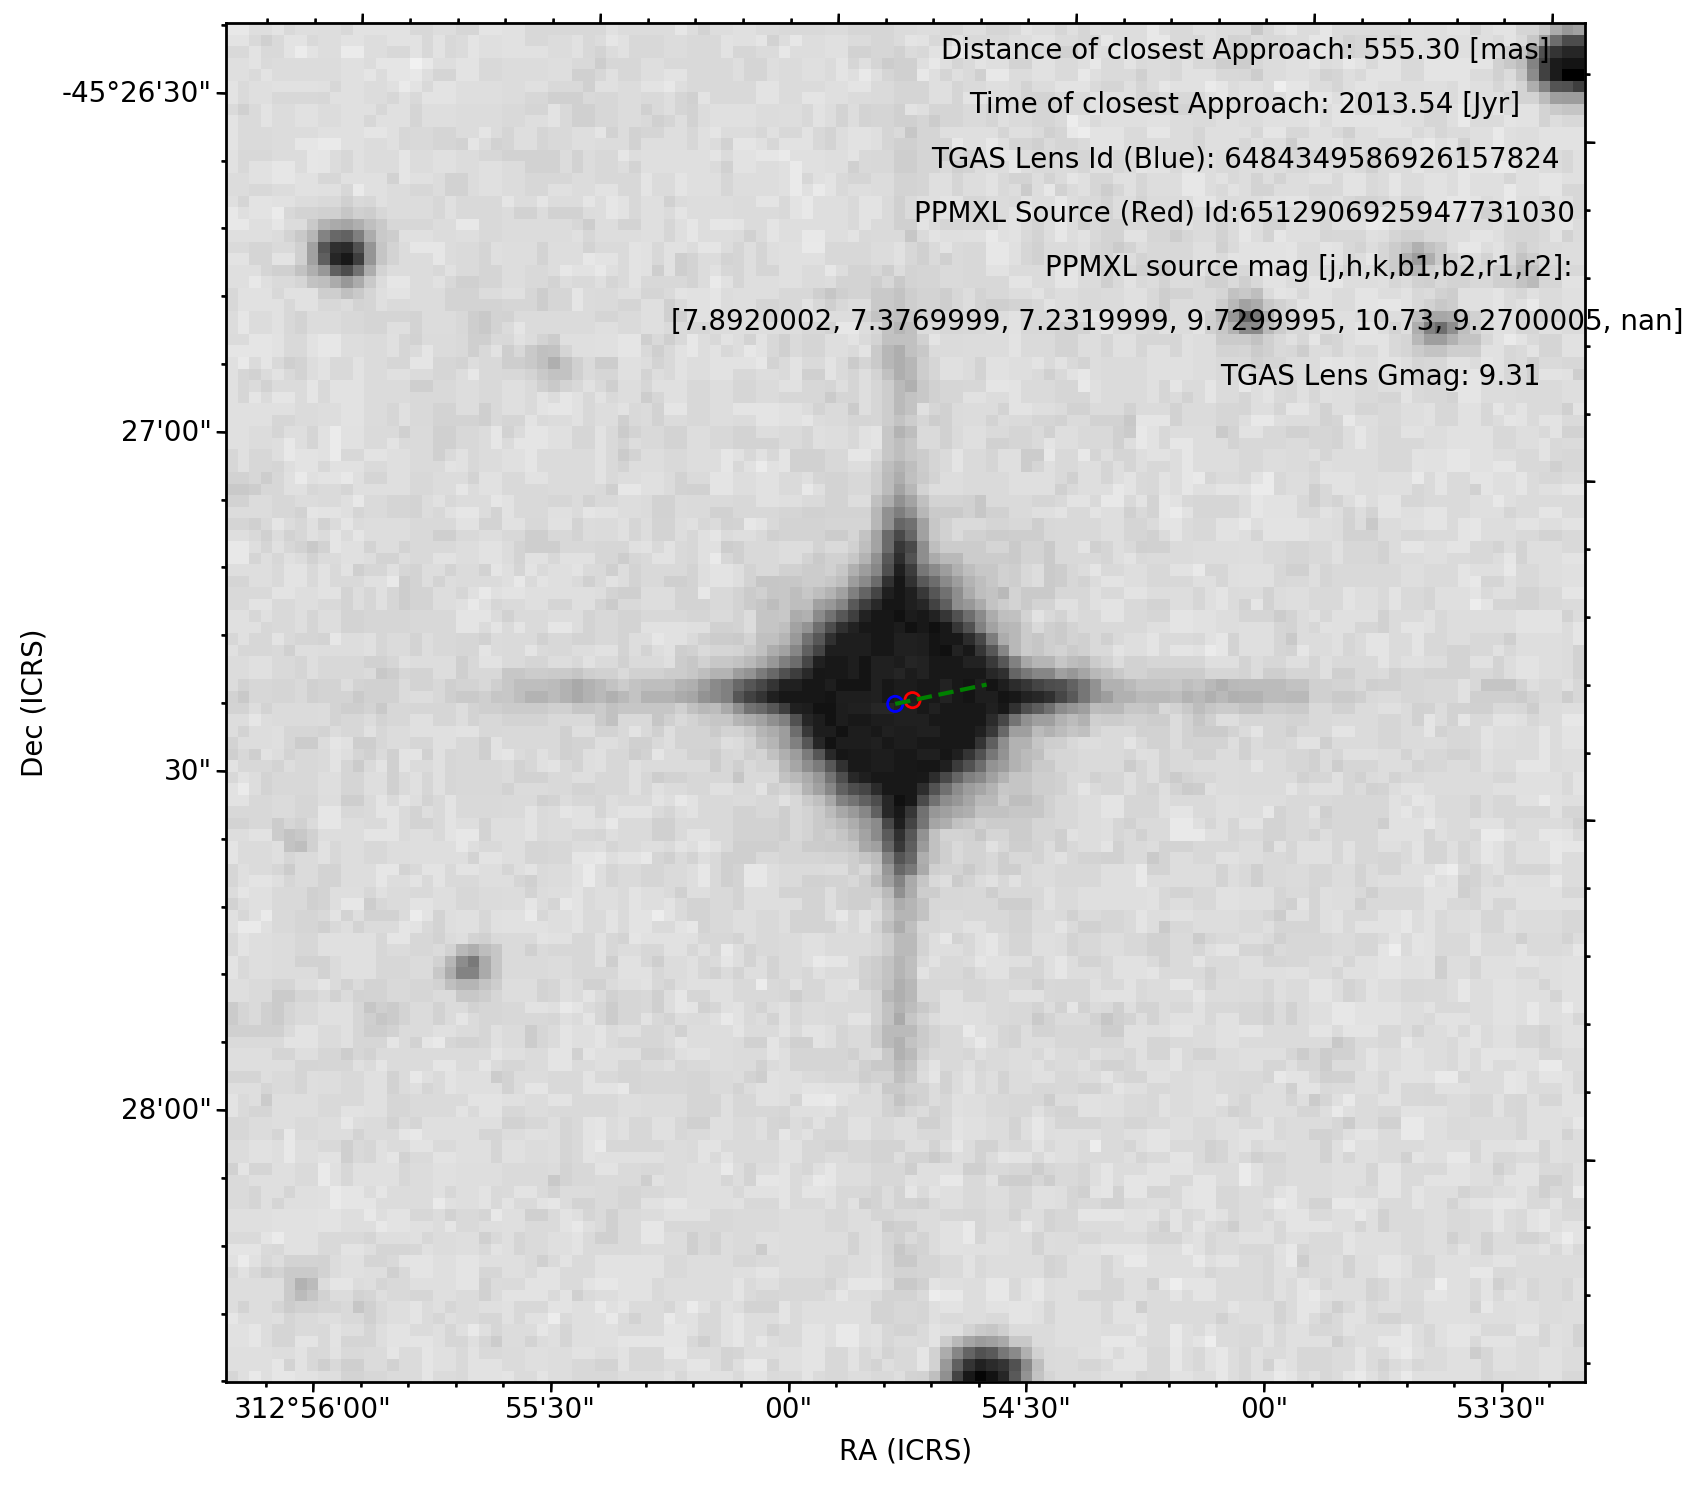 Distance of closest Approach: 555.30 [mas]
Time of closest Approach: 2013.54 [Jyr]
TGAS Lens Id (Blue): 6484349586926157824
PPMXL Source (Red) Id:6512906925947731030
PPMXL source mag [j,h,k,b1,b2,r1,r2]:
[7.8920002, 7.3769999, 7.2319999, 9.7299995, 10.73, 9.2700005, nan]
TGAS Lens Gmag: 9.31
-45°26'30"
27'00"
30"
28'00"
Dec (ICRS)
312°56'00" 55'30" 00" 54'30" 00" 53'30"
RA (ICRS)